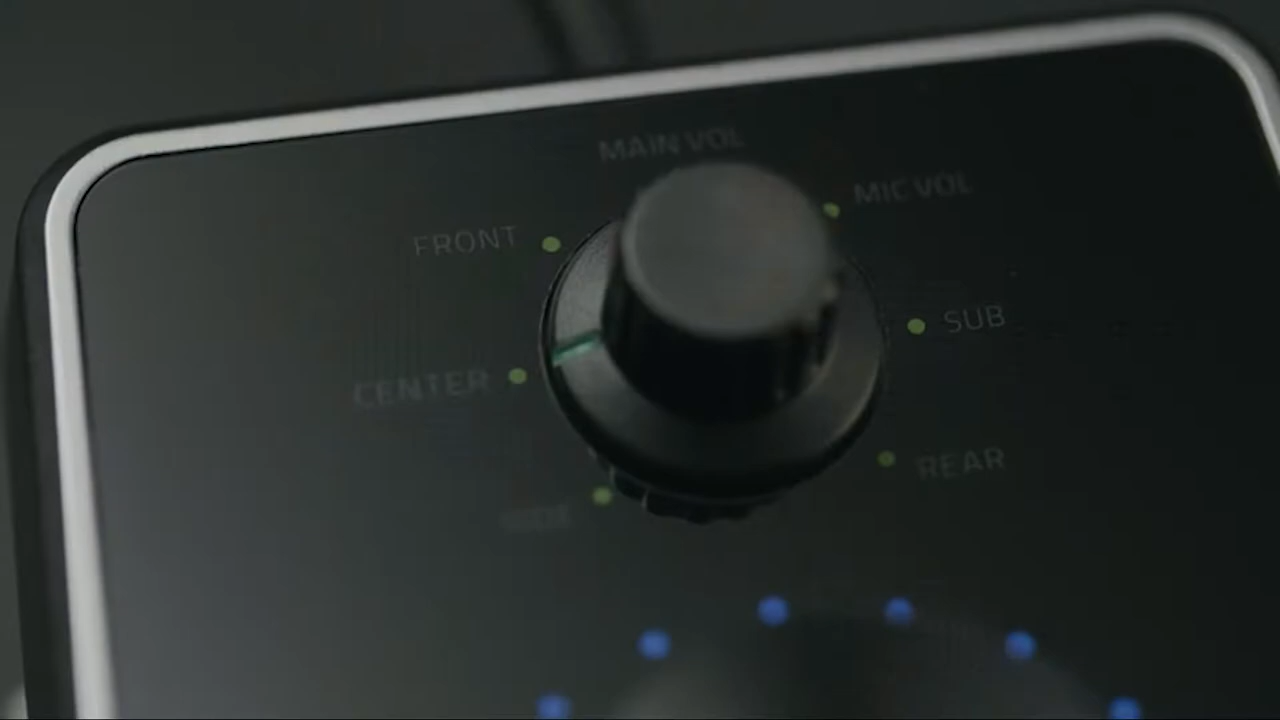 MAIN VOL
MIC VOL
FRONT
SUB
CENTER
REAR